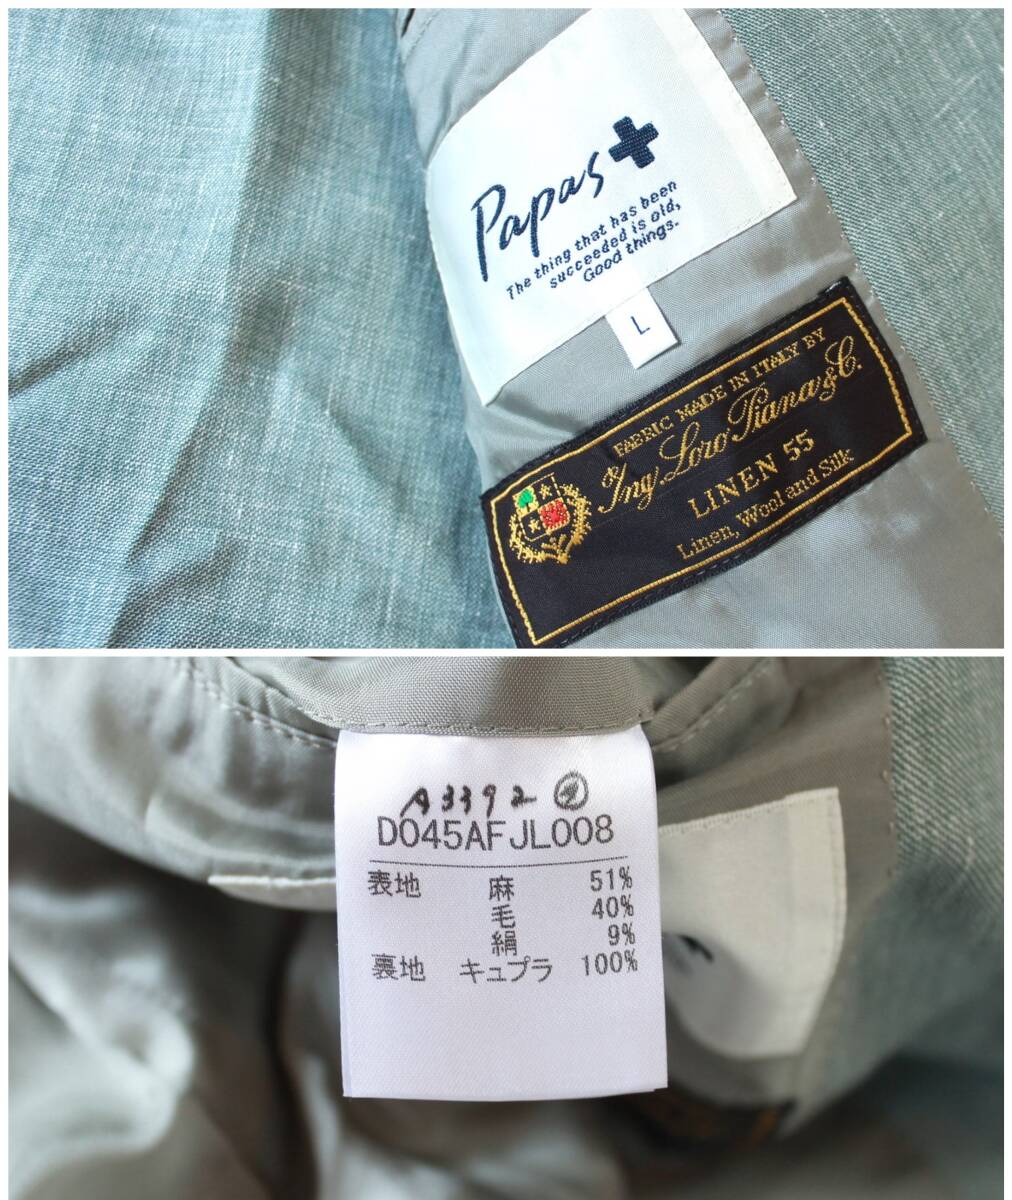 Papas+
The thing that has been
succeeded is old,
Good things.
L
FABRIC MADE IN ITALY BY
Ing. Loro Piana & C.
LINEN 55
Linen, Wool and Silk
A3392 ④
D045AFJL008
表地 麻 51%
毛 40%
絹 9%
裏地 キュプラ 100%